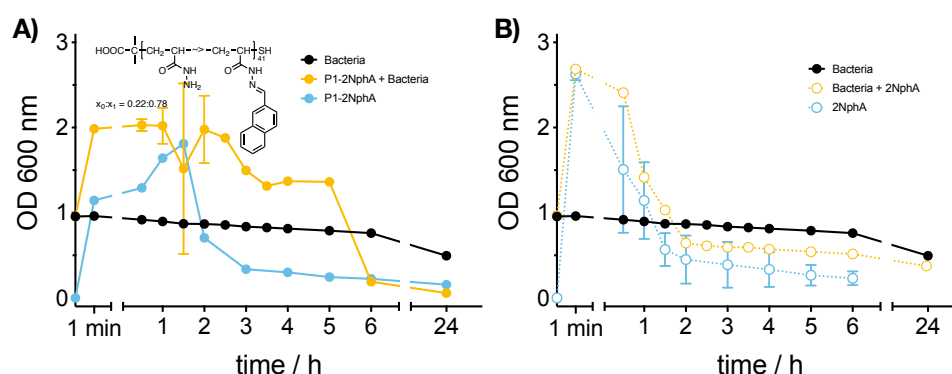 A)
3
2
1
0
OD 600 nm
HOOC
C
CH₂
CH
~>
CH₂
CH
SH
41
O
NH
NH₂
O
NH
N
x₀:x₁ = 0.22:0.78
Bacteria
P1-2NphA + Bacteria
P1-2NphA
1 min
1
2
3
4
5
6
24
time / h
B)
3
2
1
0
OD 600 nm
Bacteria
Bacteria + 2NphA
2NphA
1 min
1
2
3
4
5
6
24
time / h